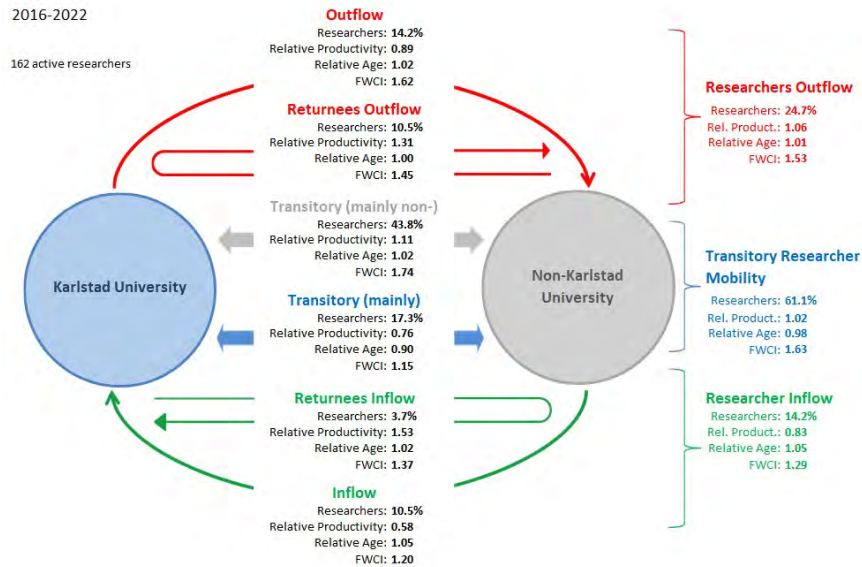 2016-2022
162 active researchers
Outflow
Researchers: 14.2%
Relative Productivity: 0.89
Relative Age: 1.02
FWCI: 1.62
Returnees Outflow
Researchers: 10.5%
Relative Productivity: 1.31
Relative Age: 1.00
FWCI: 1.45
Transitory (mainly non-)
Researchers: 43.8%
Relative Productivity: 1.11
Relative Age: 1.02
FWCI: 1.74
Karlstad University
Non-Karlstad
University
Transitory (mainly)
Researchers: 17.3%
Relative Productivity: 0.76
Relative Age: 0.90
FWCI: 1.15
Returnees Inflow
Researchers: 3.7%
Relative Productivity: 1.53
Relative Age: 1.02
FWCI: 1.37
Inflow
Researchers: 10.5%
Relative Productivity: 0.58
Relative Age: 1.05
FWCI: 1.20
Researchers Outflow
Researchers: 24.7%
Rel. Product.: 1.06
Relative Age: 1.01
FWCI: 1.53
Transitory Researcher
Mobility
Researchers: 61.1%
Rel. Product.: 1.02
Relative Age: 0.98
FWCI: 1.63
Researcher Inflow
Researchers: 14.2%
Rel. Product.: 0.83
Relative Age: 1.05
FWCI: 1.29